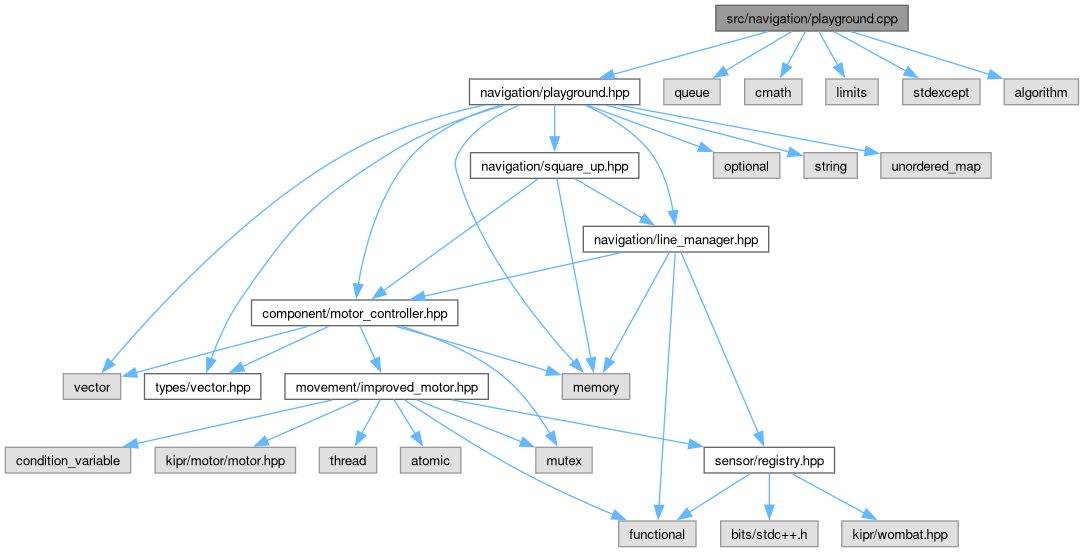 src/navigation/playground.cpp
navigation/playground.hpp
queue
cmath
limits
stdexcept
algorithm
navigation/square_up.hpp
optional
string
unordered_map
navigation/line_manager.hpp
component/motor_controller.hpp
vector
types/vector.hpp
movement/improved_motor.hpp
memory
condition_variable
kipr/motor/motor.hpp
thread
atomic
mutex
sensor/registry.hpp
functional
bits/stdc++.h
kipr/wombat.hpp